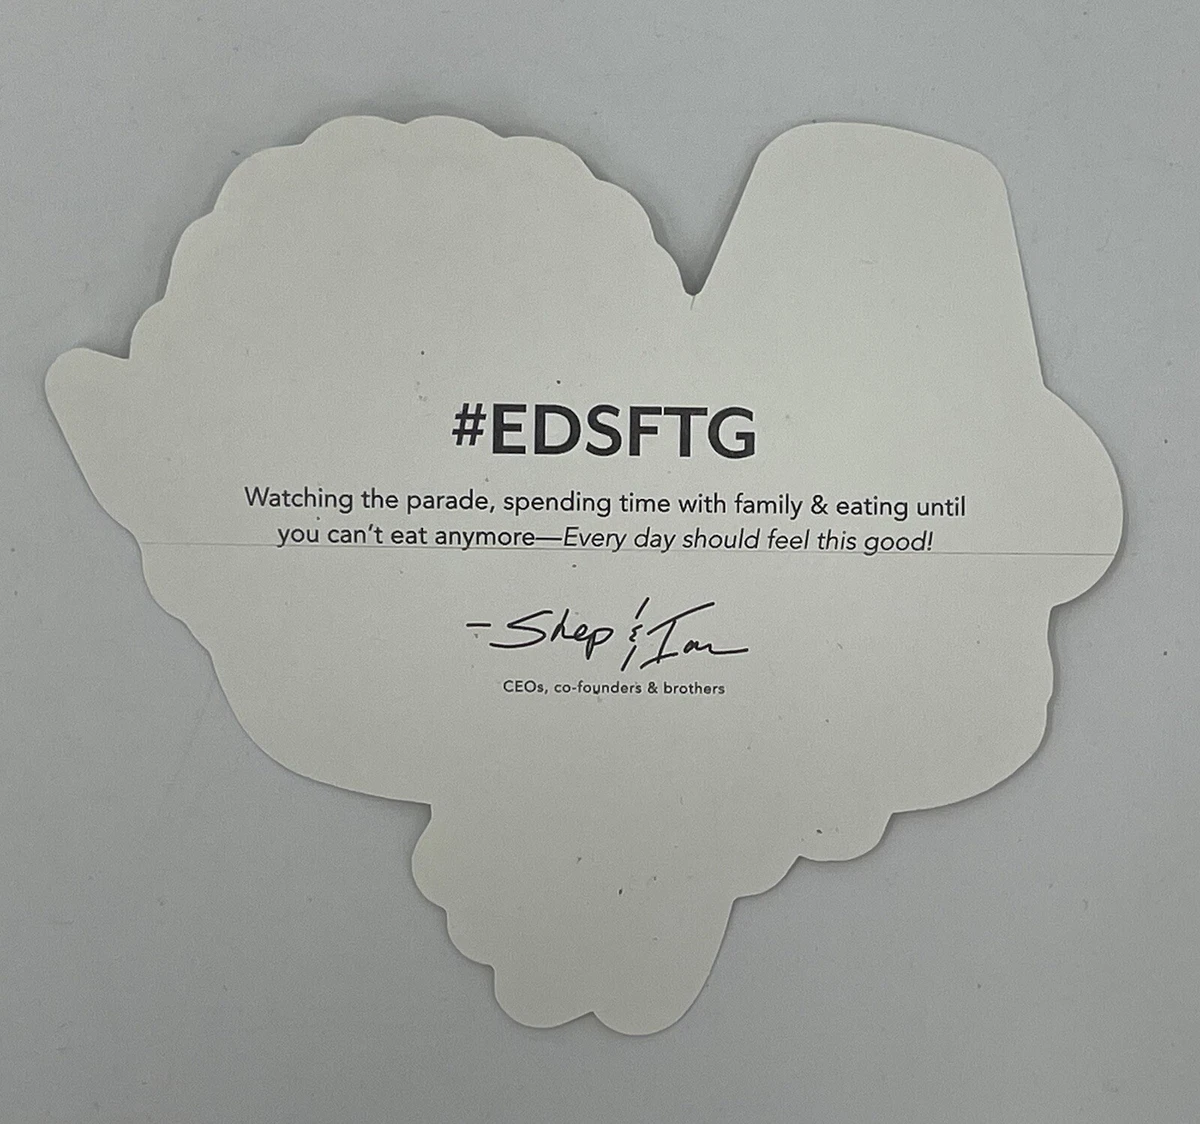 #EDSFTG
Watching the parade, spending time with family & eating until
you can't eat anymore—Every day should feel this good!
– Shep & Ian
CEOs, co-founders & brothers